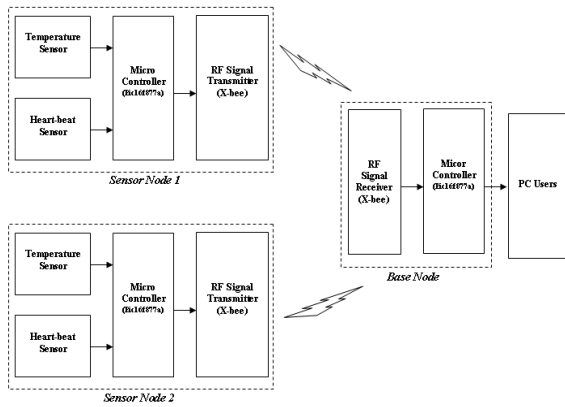 Temperature
Sensor
Heart-beat
Sensor
Micro
Controller
(Pic16f877a)
RF Signal
Transmitter
(X-bee)
Sensor Node 1
Temperature
Sensor
Heart-beat
Sensor
Micro
Controller
(Pic16f877a)
RF Signal
Transmitter
(X-bee)
Sensor Node 2
RF
Signal
Receiver
(X-bee)
Micor
Controller
(Pic16f877a)
Base Node
PC Users